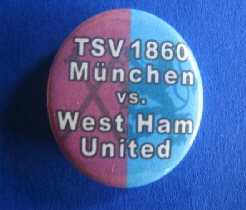 TSV 1860
München
vs.
West Ham
United